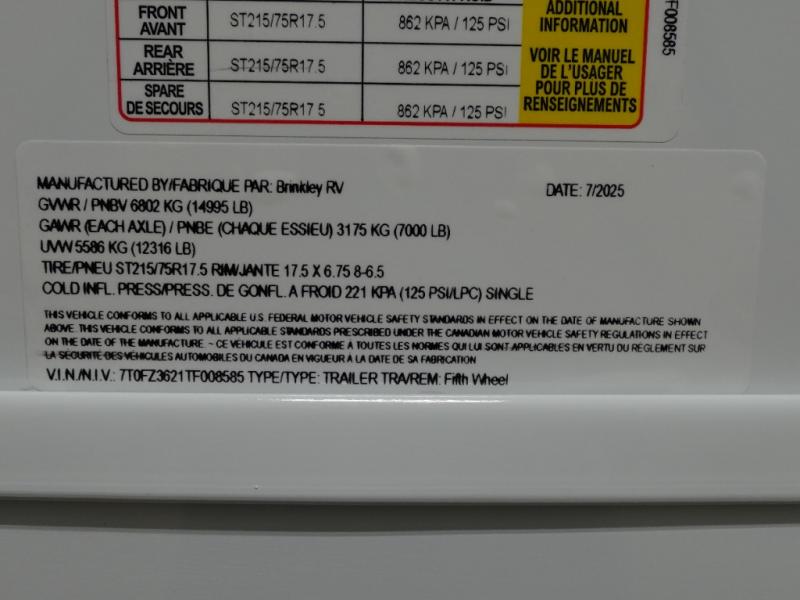 FRONT AVANT ST215/75R17.5 862 KPA / 125 PSI
REAR ARRIÈRE ST215/75R17.5 862 KPA / 125 PSI
SPARE DE SECOURS ST215/75R17.5 862 KPA / 125 PSI
ADDITIONAL
INFORMATION
VOIR LE MANUEL
DE L'USAGER
POUR PLUS DE
RENSEIGNEMENTS
F008585
MANUFACTURED BY/FABRIQUE PAR: Brinkley RV DATE: 7/2025
GVWR / PNBV 6802 KG (14995 LB)
GAWR (EACH AXLE) / PNBE (CHAQUE ESSIEU) 3175 KG (7000 LB)
UVW 5586 KG (12316 LB)
TIRE/PNEU ST215/75R17.5 RIM/JANTE 17.5 X 6.75 8-6.5
COLD INFL. PRESS/PRESS. DE GONFL. A FROID 221 KPA (125 PSI/LPC) SINGLE
THIS VEHICLE CONFORMS TO ALL APPLICABLE U.S. FEDERAL MOTOR VEHICLE SAFETY STANDARDS IN EFFECT ON THE DATE OF MANUFACTURE SHOWN
ABOVE. THIS VEHICLE CONFORMS TO ALL APPLICABLE STANDARDS PRESCRIBED UNDER THE CANADIAN MOTOR VEHICLE SAFETY REGULATIONS IN EFFECT
ON THE DATE OF THE MANUFACTURE. ~ CE VEHICULE EST CONFORME A TOUTES LES NORMES QUI LUI SONT APPLICABLES EN VERTU DU REGLEMENT SUR
LA SECURITE DES VEHICULES AUTOMOBILES DU CANADA EN VIGUEUR A LA DATE DE SA FABRICATION
V.I.N./N.I.V.: 7T0FZ3621TF008585 TYPE/TYPE: TRAILER TRA/REM: Fifth Wheel